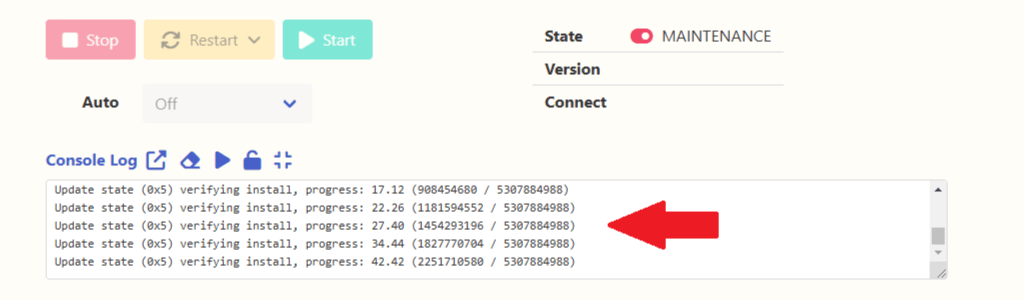 Stop
Restart
Start
State
MAINTENANCE
Version
Connect
Auto
Off
Console Log
Update state (0x5) verifying install, progress: 17.12 (908454680 / 5307884988)
Update state (0x5) verifying install, progress: 22.26 (1181594552 / 5307884988)
Update state (0x5) verifying install, progress: 27.40 (1454293196 / 5307884988)
Update state (0x5) verifying install, progress: 34.44 (1827770704 / 5307884988)
Update state (0x5) verifying install, progress: 42.42 (2251710580 / 5307884988)